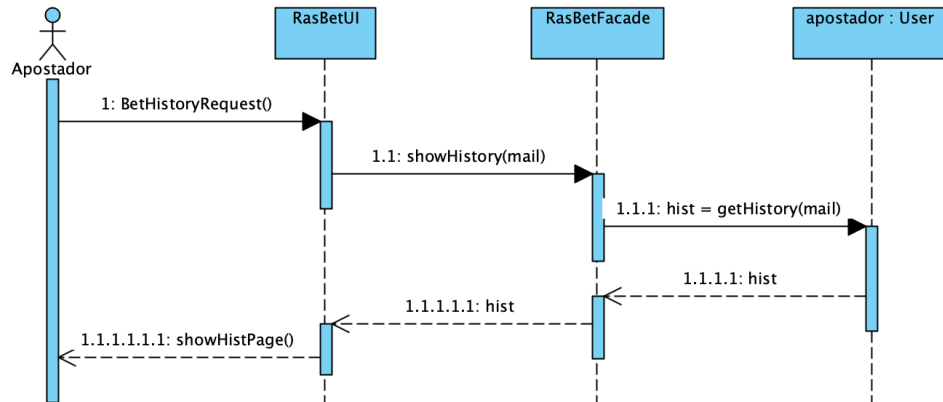 RasBetUI
RasBetFacade
apostador : User
Apostador
1: BetHistoryRequest()
1.1: showHistory(mail)
1.1.1: hist = getHistory(mail)
1.1.1.1: hist
1.1.1.1.1: hist
1.1.1.1.1.1: showHistPage()